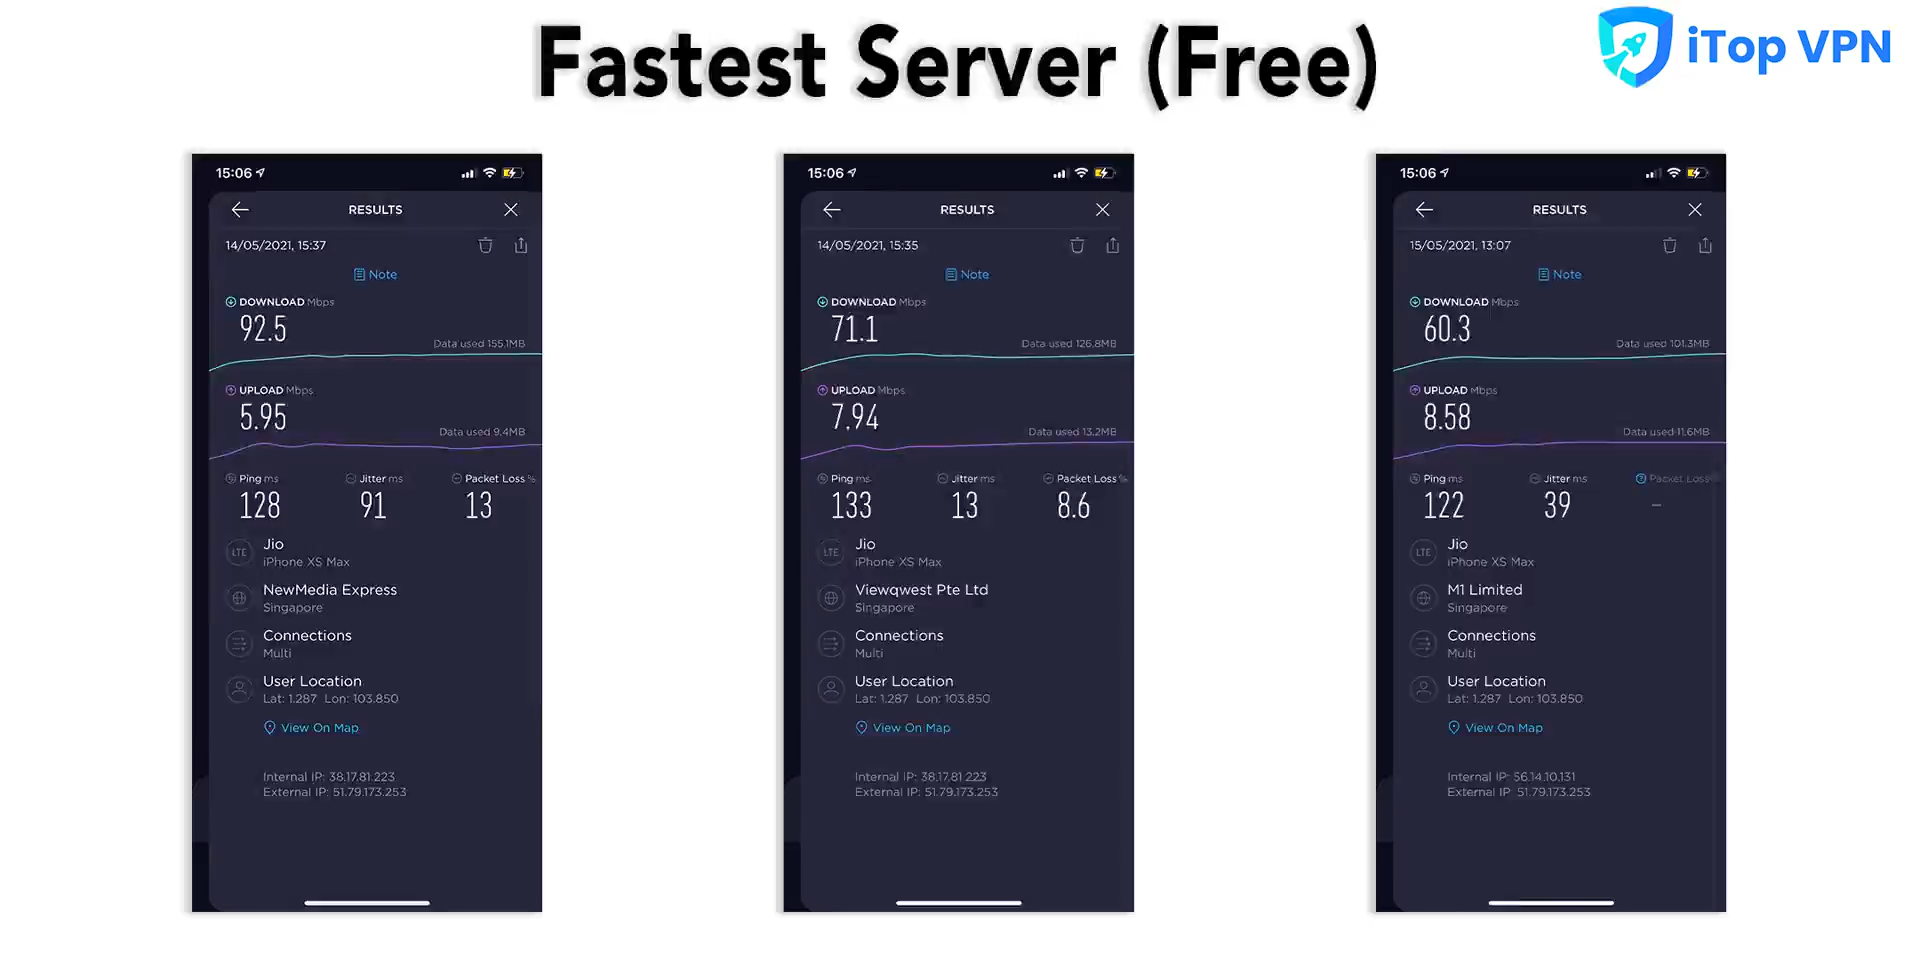 Fastest Server (Free)
iTop VPN
15:06
RESULTS
14/05/2021, 15:37
Note
DOWNLOAD Mbps
92.5
Data used 155.1MB
UPLOAD Mbps
5.95
Data used 9.4MB
Ping ms Jitter ms Packet Loss %
128 91 13
LTE
Jio
iPhone XS Max
NewMedia Express
Singapore
Connections
Multi
User Location
Lat: 1.287 Lon: 103.850
View On Map
Internal IP: 38.17.81.223
External IP: 51.79.173.253
15:06
RESULTS
14/05/2021, 15:35
Note
DOWNLOAD Mbps
71.1
Data used 126.8MB
UPLOAD Mbps
7.94
Data used 13.2MB
Ping ms Jitter ms Packet Loss %
133 13 8.6
LTE
Jio
iPhone XS Max
Viewqwest Pte Ltd
Singapore
Connections
Multi
User Location
Lat: 1.287 Lon: 103.850
View On Map
Internal IP: 38.17.81.223
External IP: 51.79.173.253
15:06
RESULTS
15/05/2021, 13:07
Note
DOWNLOAD Mbps
60.3
Data used 101.3MB
UPLOAD Mbps
8.58
Data used 11.6MB
Ping ms Jitter ms Packet Loss
122 39 –
LTE
Jio
iPhone XS Max
M1 Limited
Singapore
Connections
Multi
User Location
Lat: 1.287 Lon: 103.850
View On Map
Internal IP: 56.14.10.131
External IP: 51.79.173.253